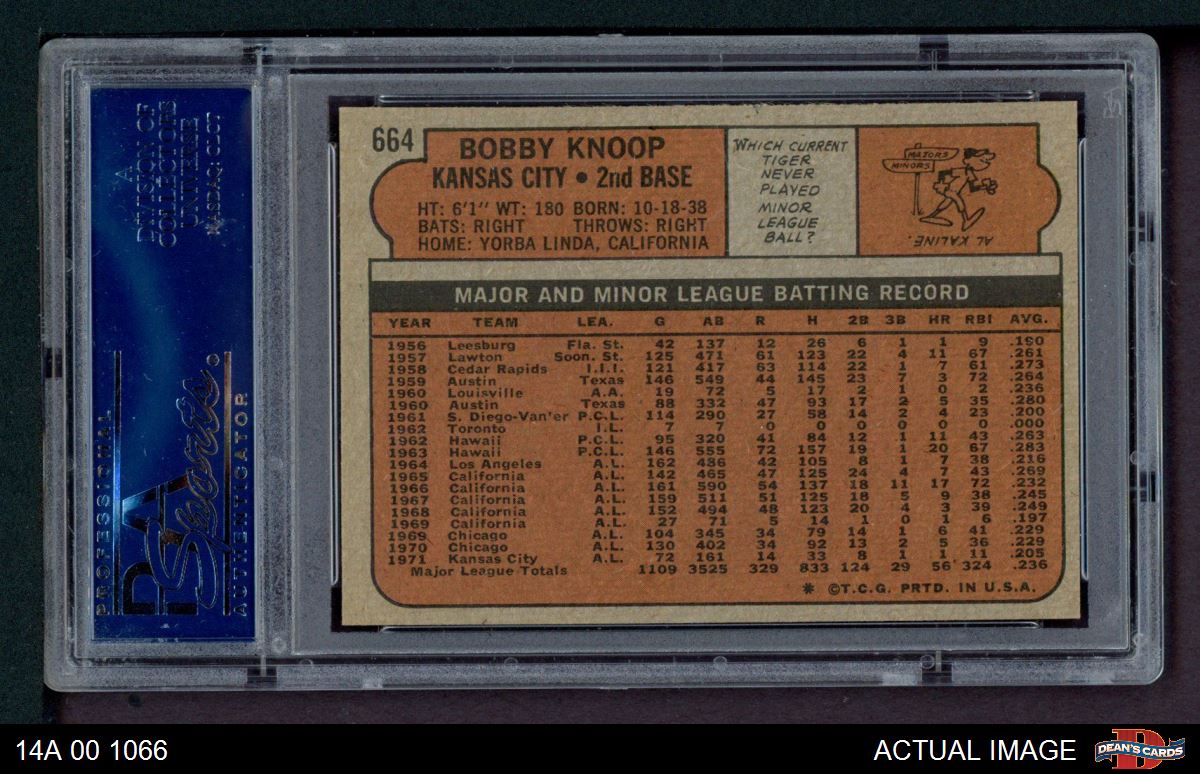 A
DIVISION OF
COLLECTORS
UNIVERSE
NASDAQ: CLCT
PROFESSIONAL
PSA
Sports
AUTHENTICATOR
664
BOBBY KNOOP
KANSAS CITY • 2nd BASE
HT: 6'1" WT: 180 BORN: 10-18-38
BATS: RIGHT THROWS: RIGHT
HOME: YORBA LINDA, CALIFORNIA
WHICH CURRENT
TIGER
NEVER
PLAYED
MINOR
LEAGUE
BALL?
MAJORS
MINORS
AL KALINE.
MAJOR AND MINOR LEAGUE BATTING RECORD
YEAR TEAM LEA. G AB R H 2B 3B HR RBI AVG.
1956 Leesburg Fla. St. 42 137 12 26 6 1 1 9 .190
1957 Lawton Soon. St. 125 471 61 123 22 4 11 67 .261
1958 Cedar Rapids I.I.I. 121 417 63 114 22 1 7 61 .273
1959 Austin Texas 146 549 44 145 23 7 3 72 .264
1960 Louisville A.A. 19 72 5 17 2 1 0 2 .236
1960 Austin Texas 88 332 47 93 17 2 5 35 .280
1961 S. Diego-Van'er P.C.L. 114 290 27 58 14 2 4 23 .200
1962 Toronto I.L. 7 7 0 0 0 0 0 0 .000
1962 Hawaii P.C.L. 95 320 41 84 12 1 11 43 .263
1963 Hawaii P.C.L. 146 555 72 157 19 1 20 67 .283
1964 Los Angeles A.L. 162 486 42 105 8 1 7 38 .216
1965 California A.L. 142 465 47 125 24 4 7 43 .269
1966 California A.L. 161 590 54 137 18 11 17 72 .232
1967 California A.L. 159 511 51 125 18 5 9 38 .245
1968 California A.L. 152 494 48 123 20 4 3 39 .249
1969 California A.L. 27 71 5 14 1 0 1 6 .197
1969 Chicago A.L. 104 345 34 79 14 1 6 41 .229
1970 Chicago A.L. 130 402 34 92 13 2 5 36 .229
1971 Kansas City A.L. 72 161 14 33 8 1 1 11 .205
Major League Totals 1109 3525 329 833 124 29 56 324 .236
* ©T.C.G. PRTD. IN U.S.A.
14A 00 1066
ACTUAL IMAGE
DEAN'S CARDS